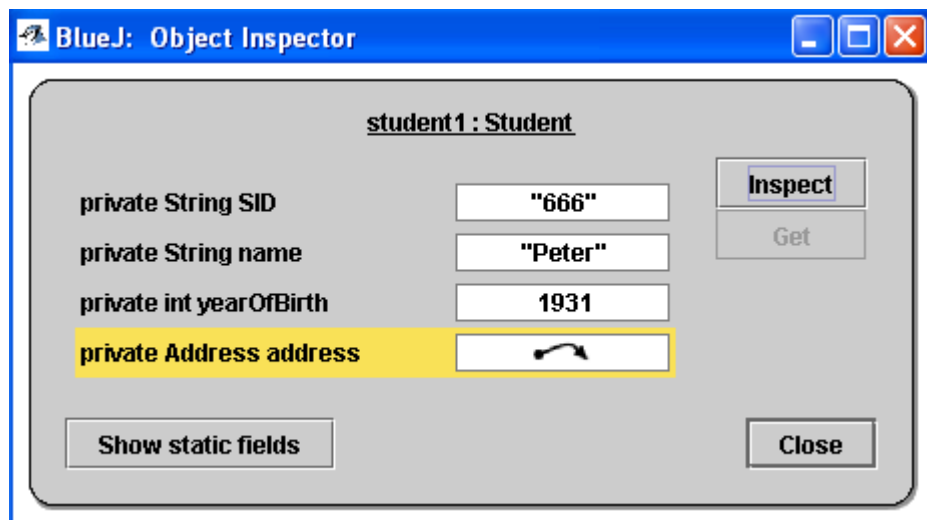 BlueJ: Object Inspector
student1 : Student
private String SID "666" Inspect
Get
private String name "Peter"
private int yearOfBirth 1931
private Address address
Show static fields Close